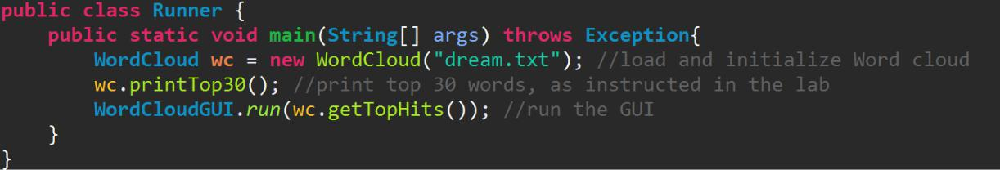 public class Runner {
    public static void main(String[] args) throws Exception{
        WordCloud wc = new WordCloud("dream.txt"); //load and initialize Word cloud
        wc.printTop30(); //print top 30 words, as instructed in the lab
        WordCloudGUI.run(wc.getTopHits()); //run the GUI
    }
}